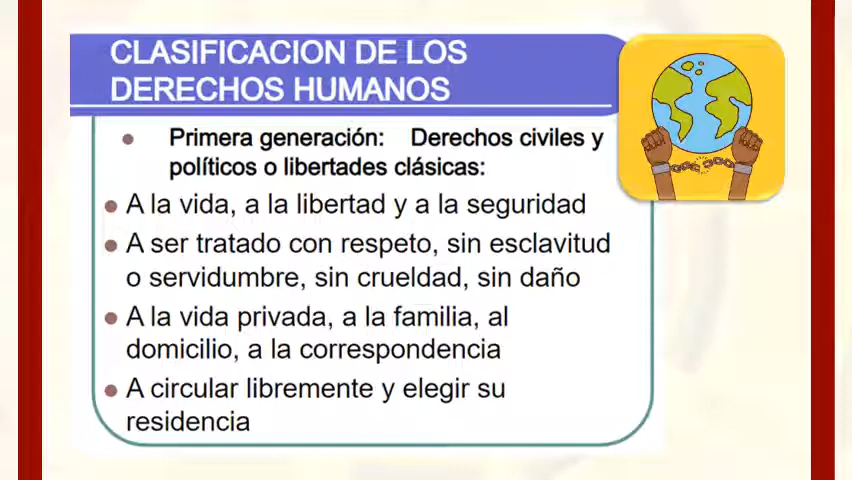 CLASIFICACION DE LOS
DERECHOS HUMANOS
Primera generación: Derechos civiles y
políticos o libertades clásicas:
A la vida, a la libertad y a la seguridad
A ser tratado con respeto, sin esclavitud
o servidumbre, sin crueldad, sin daño
A la vida privada, a la familia, al
domicilio, a la correspondencia
A circular libremente y elegir su
residencia